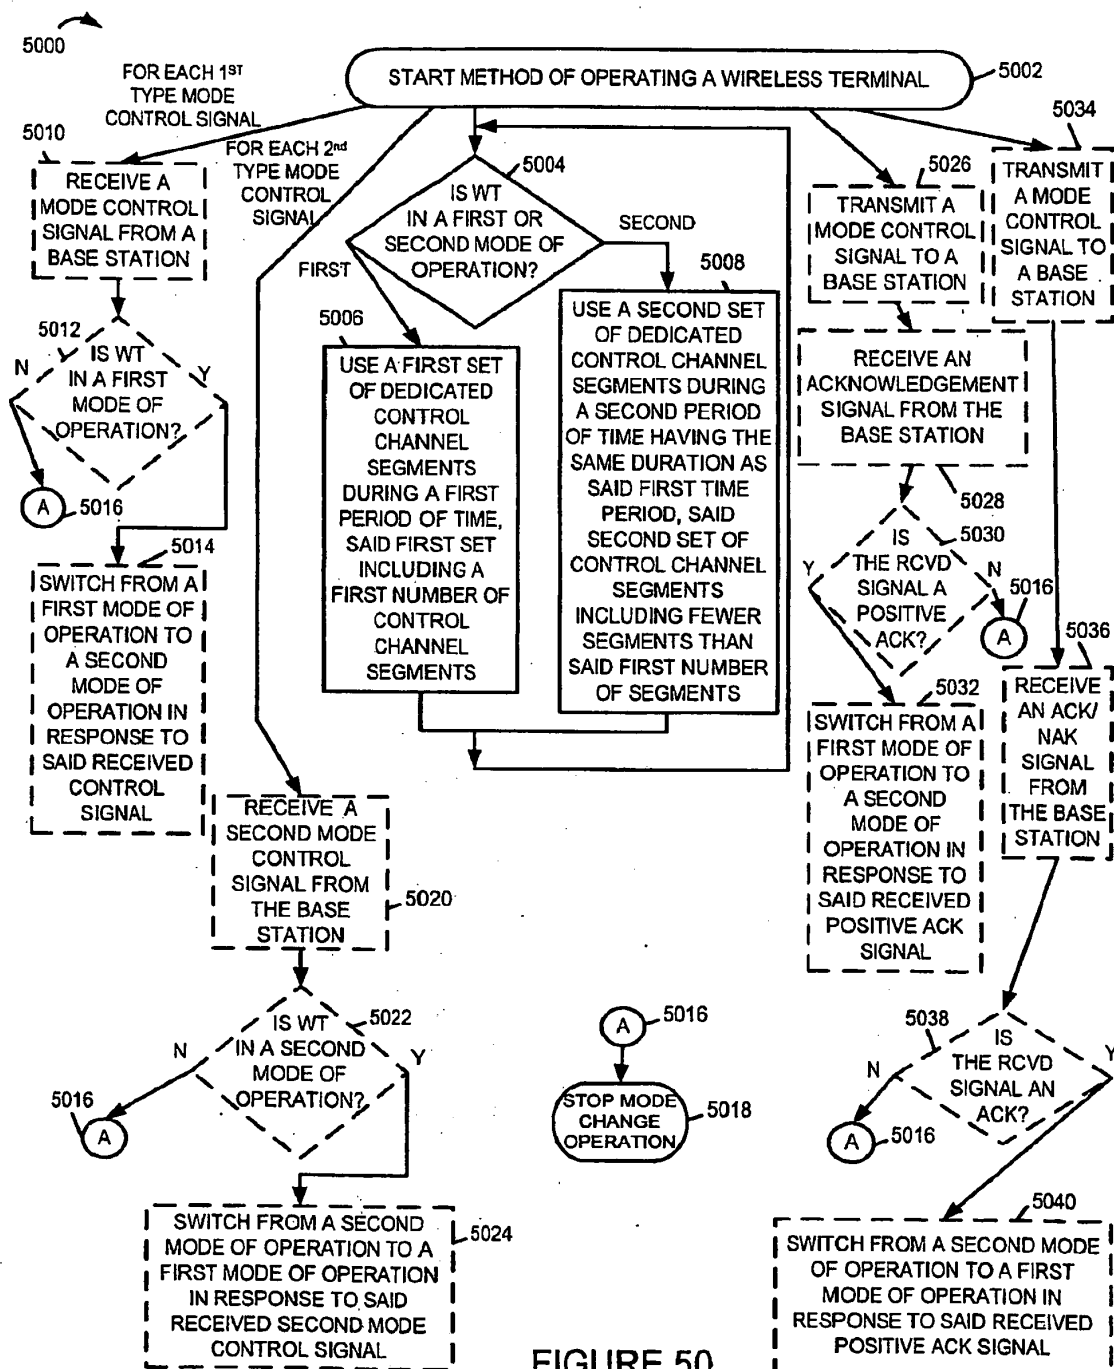 5000
START METHOD OF OPERATING A WIRELESS TERMINAL
5002
FOR EACH 1ST
TYPE MODE
CONTROL SIGNAL
5010
RECEIVE A
MODE CONTROL
SIGNAL FROM A
BASE STATION
5012
IS WT
IN A FIRST
MODE OF
OPERATION?
N
Y
A
5016
5014
SWITCH FROM A
FIRST MODE OF
OPERATION TO
A SECOND
MODE OF
OPERATION IN
RESPONSE TO
SAID RECEIVED
CONTROL
SIGNAL
FOR EACH 2nd
TYPE MODE
CONTROL
SIGNAL
RECEIVE A
SECOND MODE
CONTROL
SIGNAL FROM
THE BASE
STATION
5020
IS WT
IN A SECOND
MODE OF
OPERATION?
5022
N
Y
5016
A
SWITCH FROM A SECOND
MODE OF OPERATION TO A
FIRST MODE OF OPERATION
IN RESPONSE TO SAID
RECEIVED SECOND MODE
CONTROL SIGNAL
5024
5004
IS WT
IN A FIRST OR
SECOND MODE OF
OPERATION?
FIRST
SECOND
5006
USE A FIRST SET
OF DEDICATED
CONTROL
CHANNEL
SEGMENTS
DURING A FIRST
PERIOD OF TIME,
SAID FIRST SET
INCLUDING A
FIRST NUMBER OF
CONTROL
CHANNEL
SEGMENTS
5008
USE A SECOND SET
OF DEDICATED
CONTROL CHANNEL
SEGMENTS DURING
A SECOND PERIOD
OF TIME HAVING THE
SAME DURATION AS
SAID FIRST TIME
PERIOD, SAID
SECOND SET OF
CONTROL CHANNEL
SEGMENTS
INCLUDING FEWER
SEGMENTS THAN
SAID FIRST NUMBER
OF SEGMENTS
A
5016
STOP MODE
CHANGE
OPERATION
5018
5026
TRANSMIT A
MODE CONTROL
SIGNAL TO A
BASE STATION
RECEIVE AN
ACKNOWLEDGEMENT
SIGNAL FROM THE
BASE STATION
5028
IS
THE RCVD
SIGNAL A
POSITIVE
ACK?
5030
Y
N
5016
A
5032
SWITCH FROM A
FIRST MODE OF
OPERATION TO
A SECOND
MODE OF
OPERATION IN
RESPONSE TO
SAID RECEIVED
POSITIVE ACK
SIGNAL
5034
TRANSMIT
A MODE
CONTROL
SIGNAL TO
A BASE
STATION
5036
RECEIVE
AN ACK/
NAK
SIGNAL
FROM
THE BASE
STATION
5038
IS
THE RCVD
SIGNAL AN
ACK?
N
Y
A
5016
5040
SWITCH FROM A SECOND MODE
OF OPERATION TO A FIRST
MODE OF OPERATION IN
RESPONSE TO SAID RECEIVED
POSITIVE ACK SIGNAL
FIGURE 50